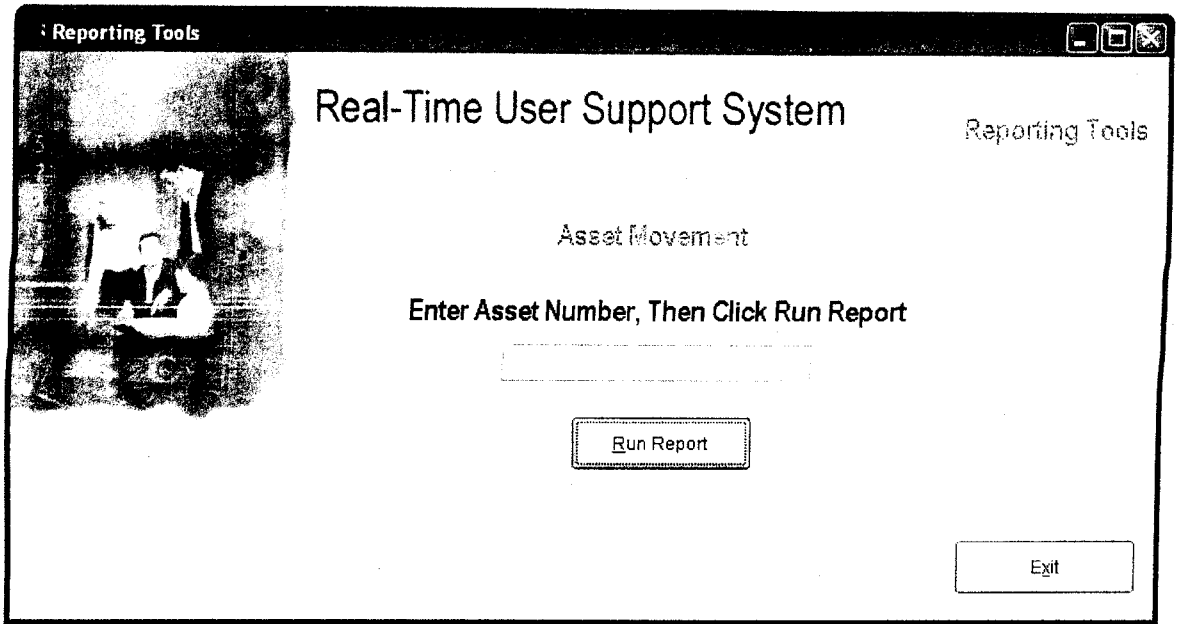 Reporting Tools
Real-Time User Support System
Reporting Tools
Asset Movement
Enter Asset Number, Then Click Run Report
Run Report
Exit